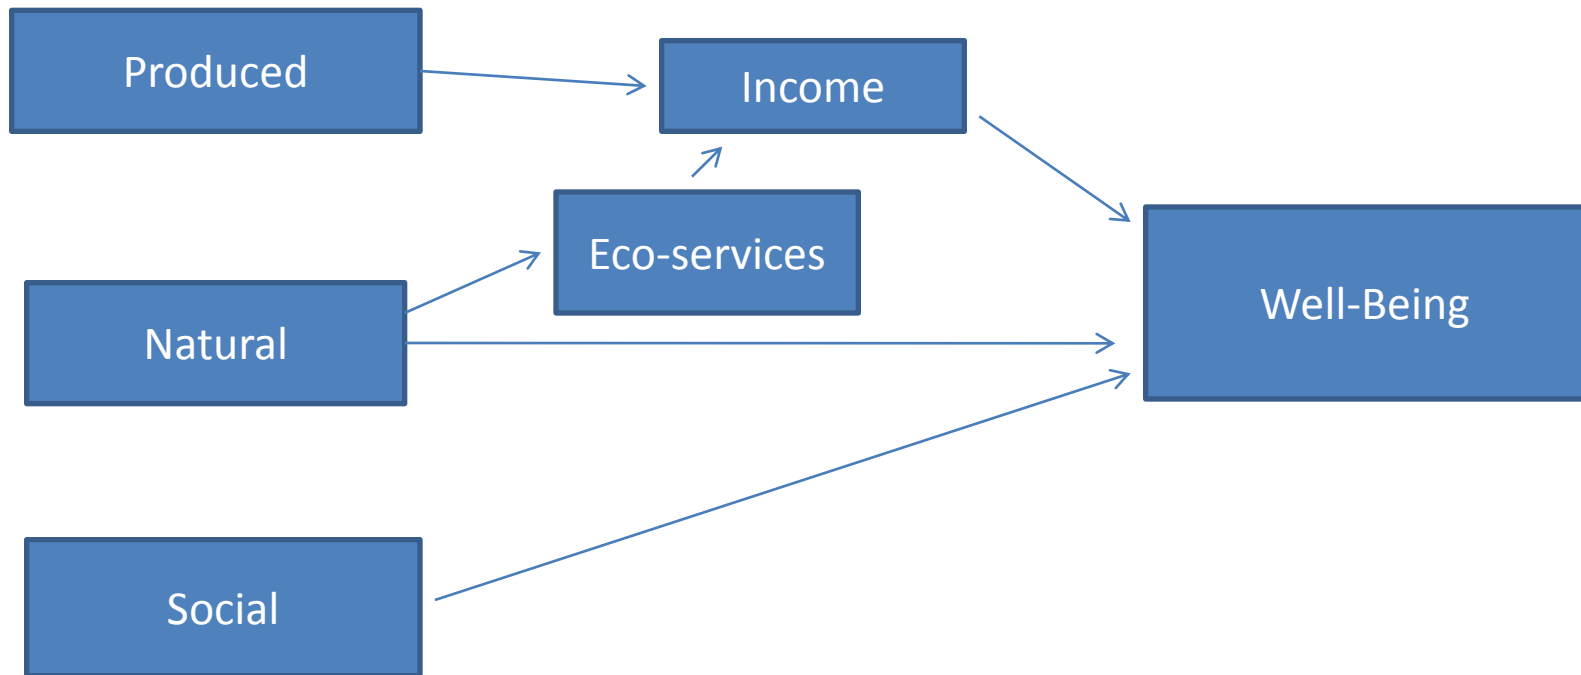 Produced
Income
Eco-services
Natural
Well-Being
Social